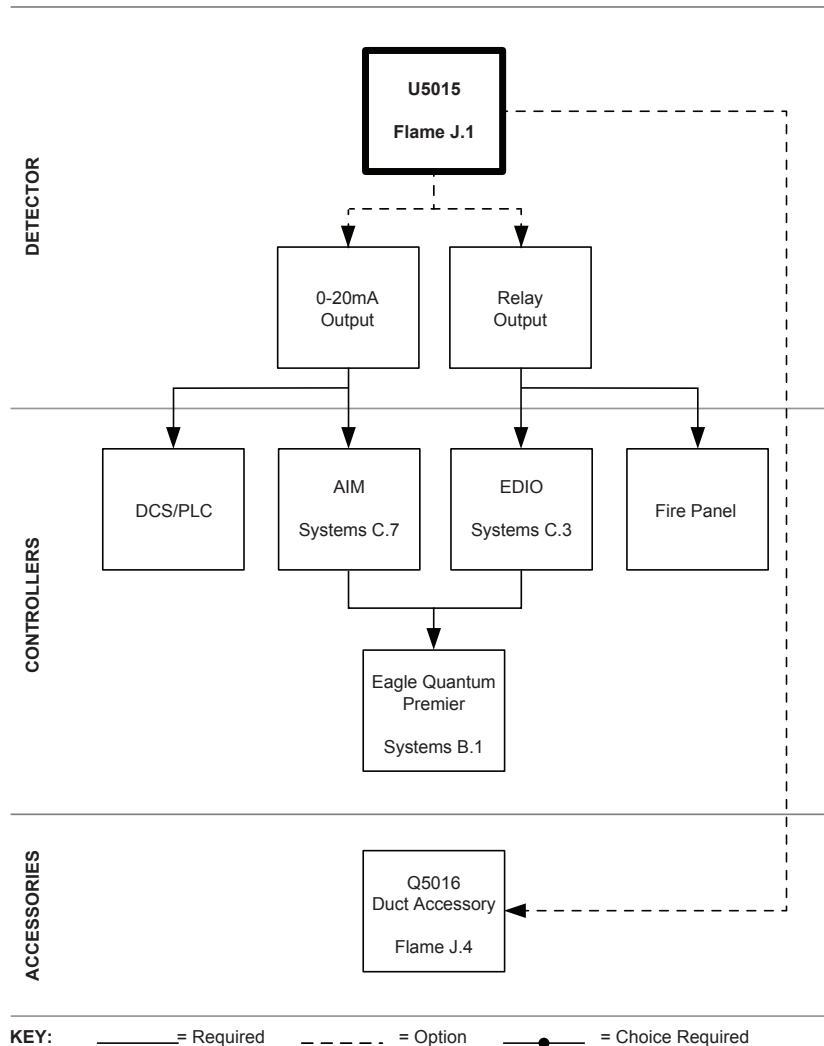 DETECTOR
U5015
Flame J.1
0-20mA
Output
Relay
Output
CONTROLLERS
DCS/PLC
AIM
Systems C.7
EDIO
Systems C.3
Fire Panel
Eagle Quantum
Premier
Systems B.1
ACCESSORIES
Q5016
Duct Accessory
Flame J.4
KEY: = Required = Option = Choice Required